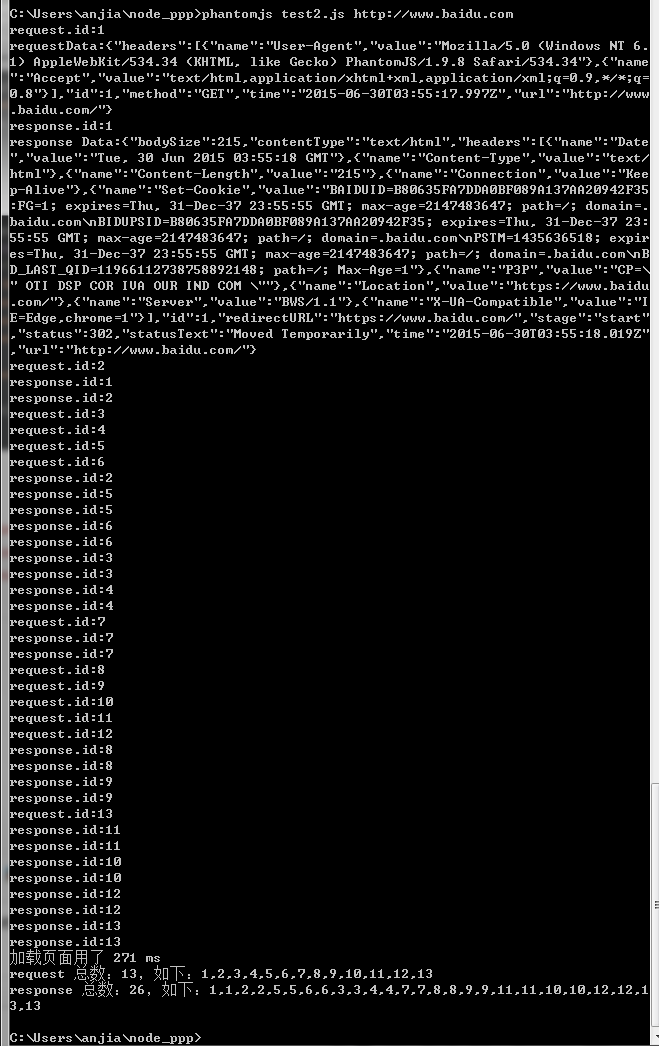 C:\Users\anjia\node_ppp>phantomjs test2.js http://www.baidu.com
request.id:1
requestData:{"headers":[{"name":"User-Agent","value":"Mozilla/5.0 (Windows NT 6.
1) AppleWebKit/534.34 (KHTML, like Gecko) PhantomJS/1.9.8 Safari/534.34"},{"name
":"Accept","value":"text/html,application/xhtml+xml,application/xml;q=0.9,*/*;q=
0.8"}],"id":1,"method":"GET","time":"2015-06-30T03:55:17.997Z","url":"http://www
.baidu.com/"}
response.id:1
response Data:{"bodySize":215,"contentType":"text/html","headers":[{"name":"Date
","value":"Tue, 30 Jun 2015 03:55:18 GMT"},{"name":"Content-Type","value":"text/
html"},{"name":"Content-Length","value":"215"},{"name":"Connection","value":"Kee
p-Alive"},{"name":"Set-Cookie","value":"BAIDUID=B80635FA7DDA0BF089A137AA20942F35
:FG=1; expires=Thu, 31-Dec-37 23:55:55 GMT; max-age=2147483647; path=/; domain=.
baidu.com\nBIDUPSID=B80635FA7DDA0BF089A137AA20942F35; expires=Thu, 31-Dec-37 23:
55:55 GMT; max-age=2147483647; path=/; domain=.baidu.com\nPSTM=1435636518; expir
es=Thu, 31-Dec-37 23:55:55 GMT; max-age=2147483647; path=/; domain=.baidu.com\nB
D_LAST_QID=11966112738758892148; path=/; Max-Age=1"},{"name":"P3P","value":"CP=\
" OTI DSP COR IVA OUR IND COM \""},{"name":"Location","value":"https://www.baidu
.com/"},{"name":"Server","value":"BWS/1.1"},{"name":"X-UA-Compatible","value":"I
E=Edge,chrome=1"}],"id":1,"redirectURL":"https://www.baidu.com/","stage":"start"
,"status":302,"statusText":"Moved Temporarily","time":"2015-06-30T03:55:18.019Z"
,"url":"http://www.baidu.com/"}
request.id:2
response.id:1
response.id:2
request.id:3
request.id:4
request.id:5
request.id:6
response.id:2
response.id:5
response.id:5
response.id:6
response.id:6
response.id:3
response.id:3
response.id:4
response.id:4
request.id:7
response.id:7
response.id:7
request.id:8
request.id:9
request.id:10
request.id:11
request.id:12
response.id:8
response.id:8
response.id:9
response.id:9
request.id:13
response.id:11
response.id:11
response.id:10
response.id:10
response.id:12
response.id:12
response.id:13
response.id:13
加载页面用了 271 ms
request 总数：13, 如下：1,2,3,4,5,6,7,8,9,10,11,12,13
response 总数：26, 如下：1,1,2,2,5,5,6,6,3,3,4,4,7,7,8,8,9,9,11,11,10,10,12,12,1
3,13
C:\Users\anjia\node_ppp>